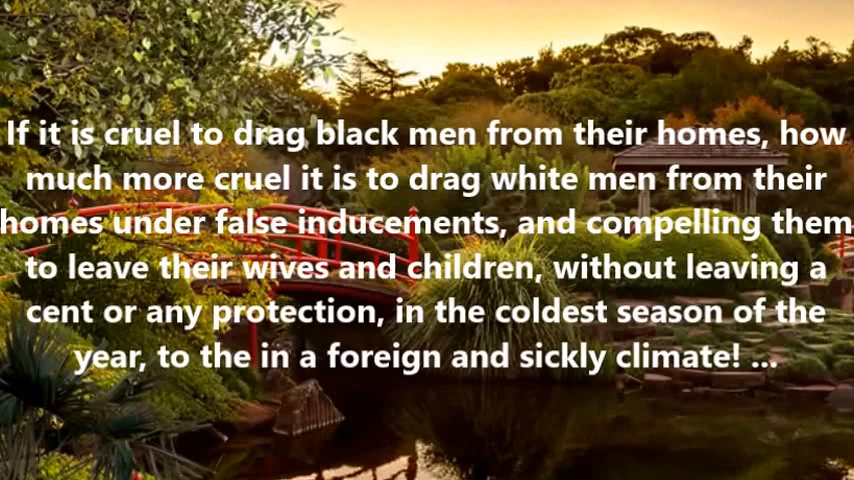 If it is cruel to drag black men from their homes, how
much more cruel it is to drag white men from their
homes under false inducements, and compelling them
to leave their wives and children, without leaving a
cent or any protection, in the coldest season of the
year, to the in a foreign and sickly climate! ...